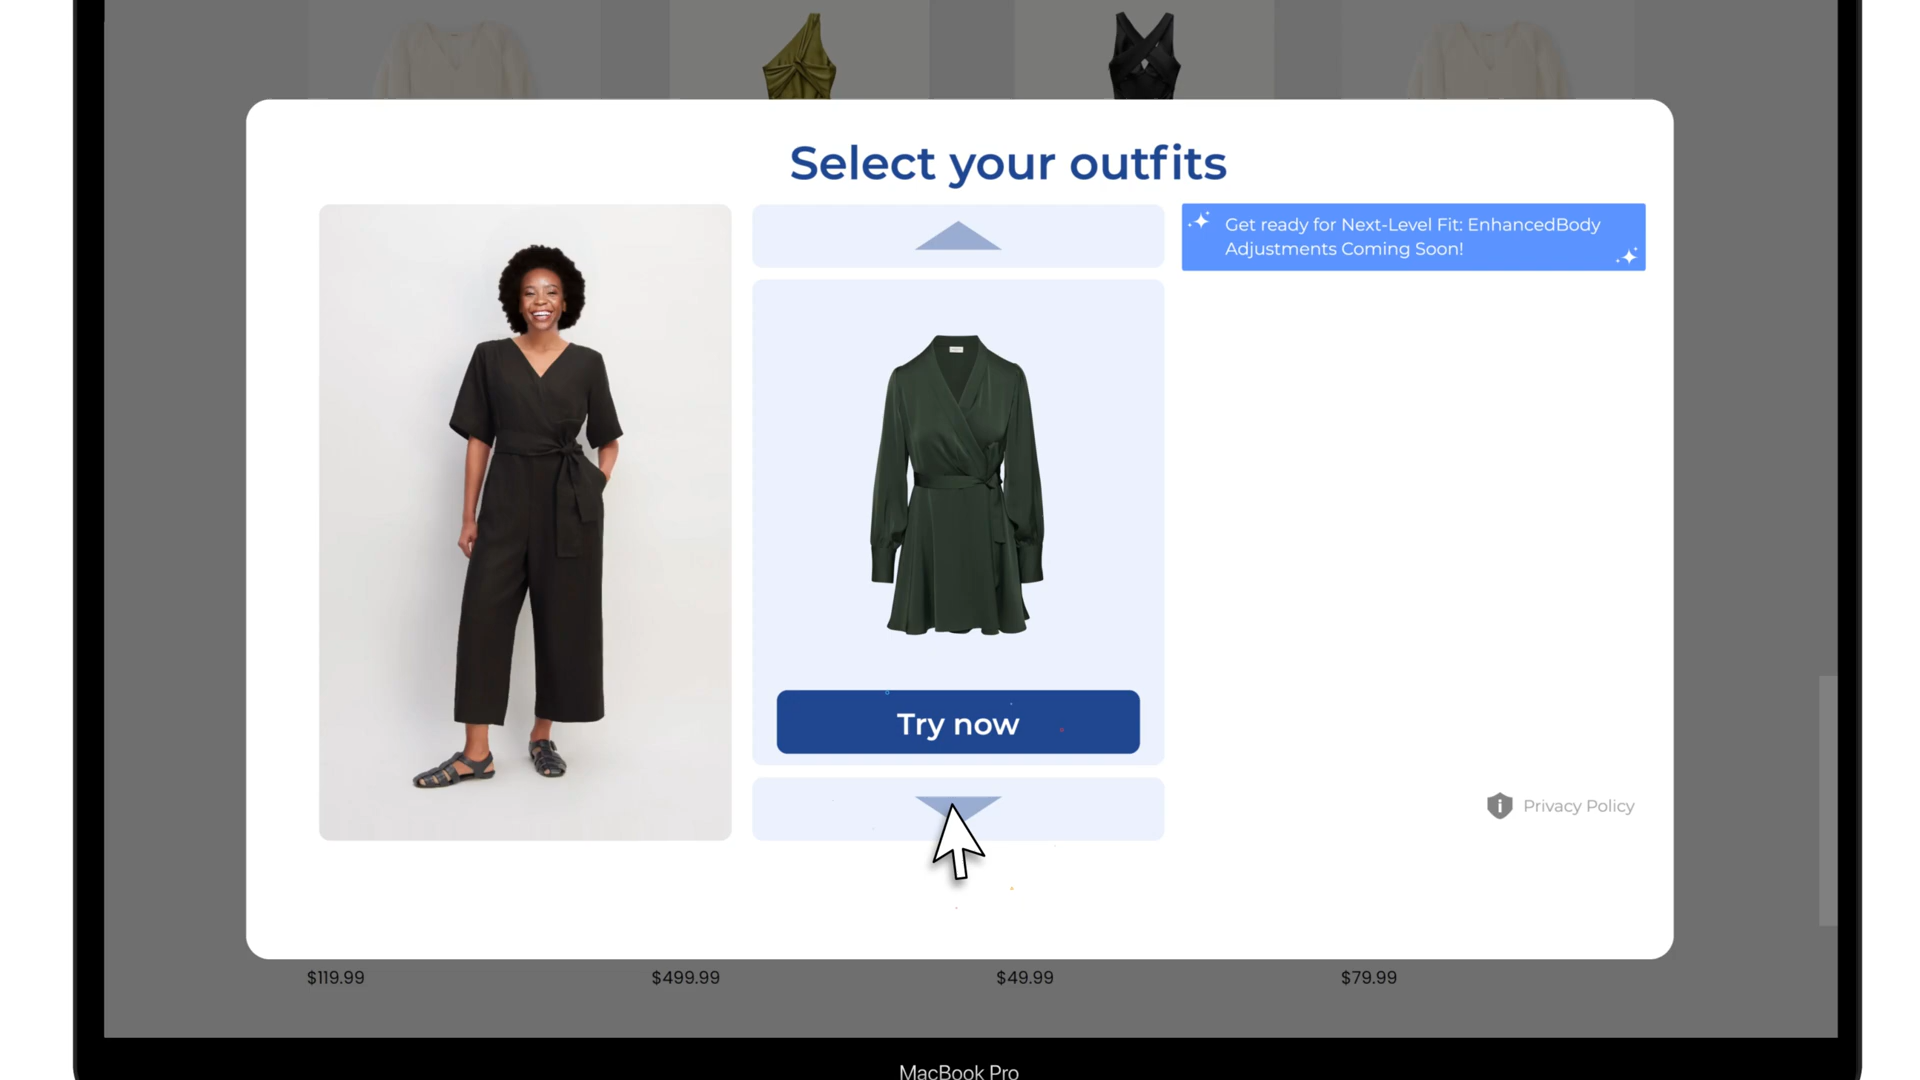 Select your outfits
Get ready for Next-Level Fit: EnhancedBody
Adjustments Coming Soon!
Try now
Privacy Policy
$119.99
$499.99
$49.99
$79.99
MacBook Pro